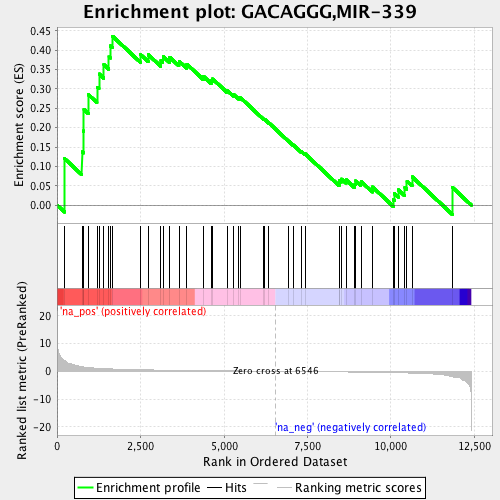 Enrichment plot: GACAGGG,MIR-339
Enrichment score (ES)
0.45
0.40
0.35
0.30
0.25
0.20
0.15
0.10
0.05
0.00
'na_pos' (positively correlated)
Ranked list metric (PreRanked)
20
10
0
-10
-20
Zero cross at 6546
'na_neg' (negatively correlated)
0
2,500
5,000
7,500
10,000
12,500
Rank in Ordered Dataset
Enrichment profile
Hits
Ranking metric scores